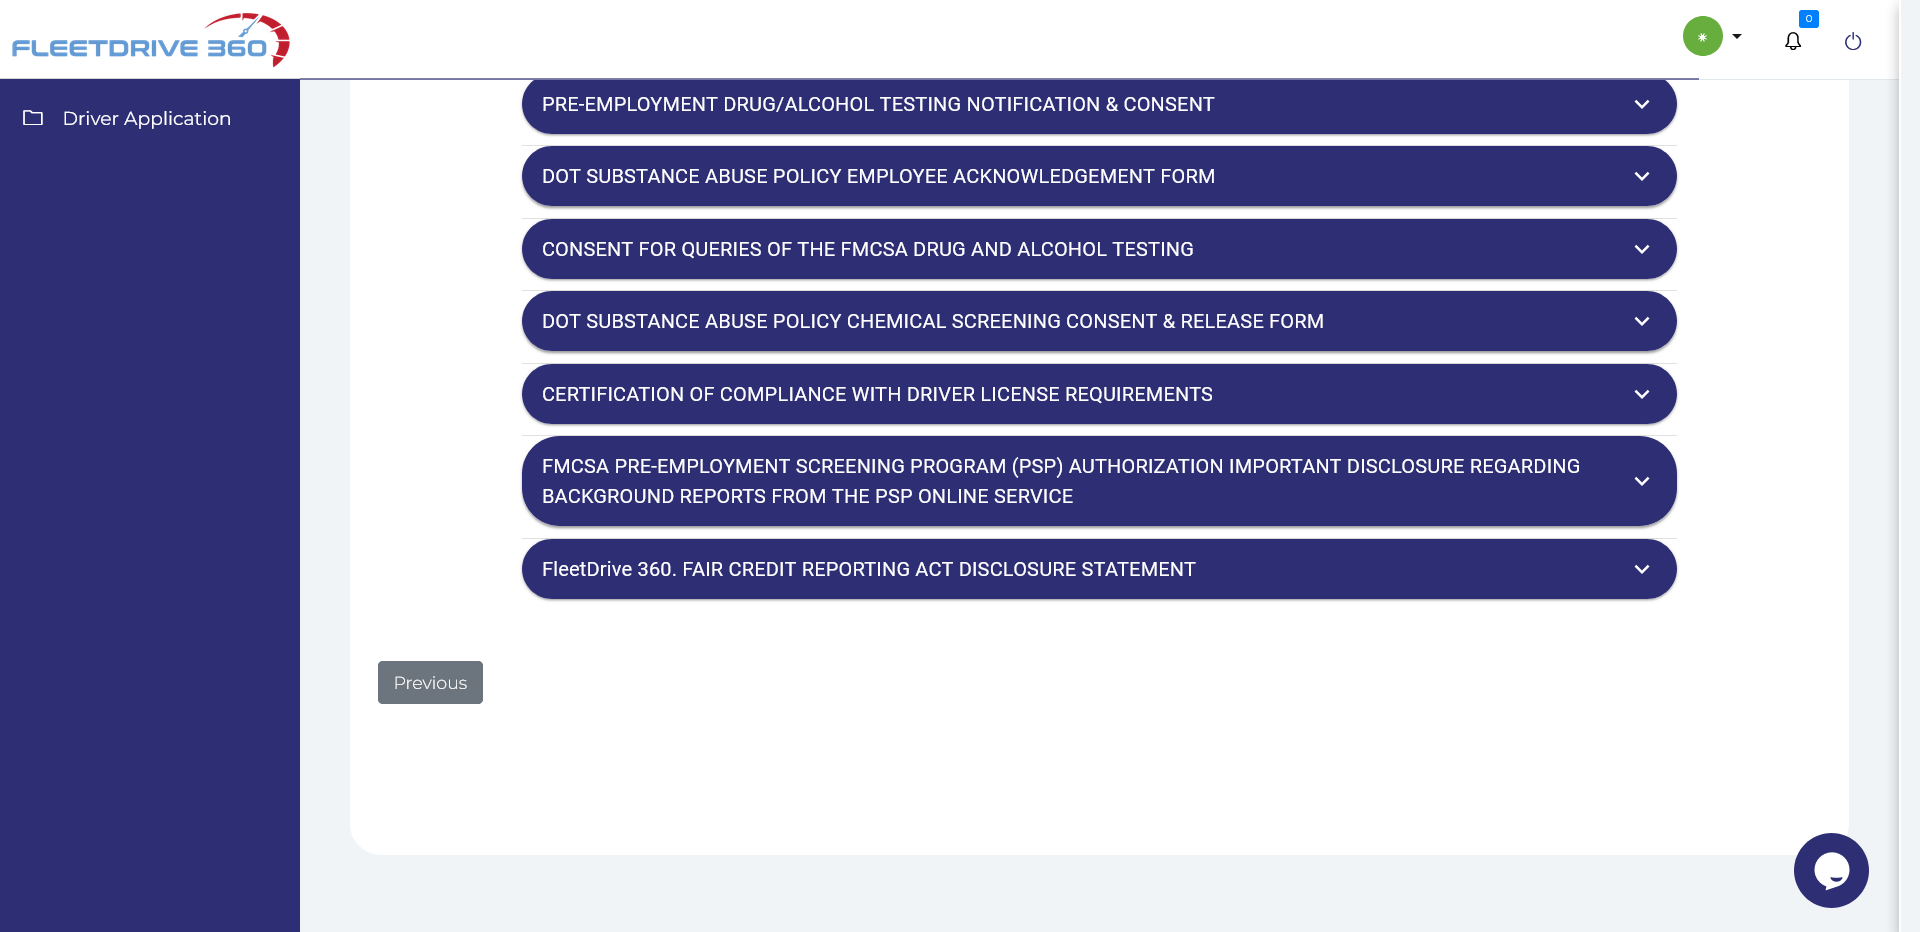 FLEETDRIVE 360
0
Driver Application
PRE-EMPLOYMENT DRUG/ALCOHOL TESTING NOTIFICATION & CONSENT
DOT SUBSTANCE ABUSE POLICY EMPLOYEE ACKNOWLEDGEMENT FORM
CONSENT FOR QUERIES OF THE FMCSA DRUG AND ALCOHOL TESTING
DOT SUBSTANCE ABUSE POLICY CHEMICAL SCREENING CONSENT & RELEASE FORM
CERTIFICATION OF COMPLIANCE WITH DRIVER LICENSE REQUIREMENTS
FMCSA PRE-EMPLOYMENT SCREENING PROGRAM (PSP) AUTHORIZATION IMPORTANT DISCLOSURE REGARDING
BACKGROUND REPORTS FROM THE PSP ONLINE SERVICE
FleetDrive 360. FAIR CREDIT REPORTING ACT DISCLOSURE STATEMENT
Previous